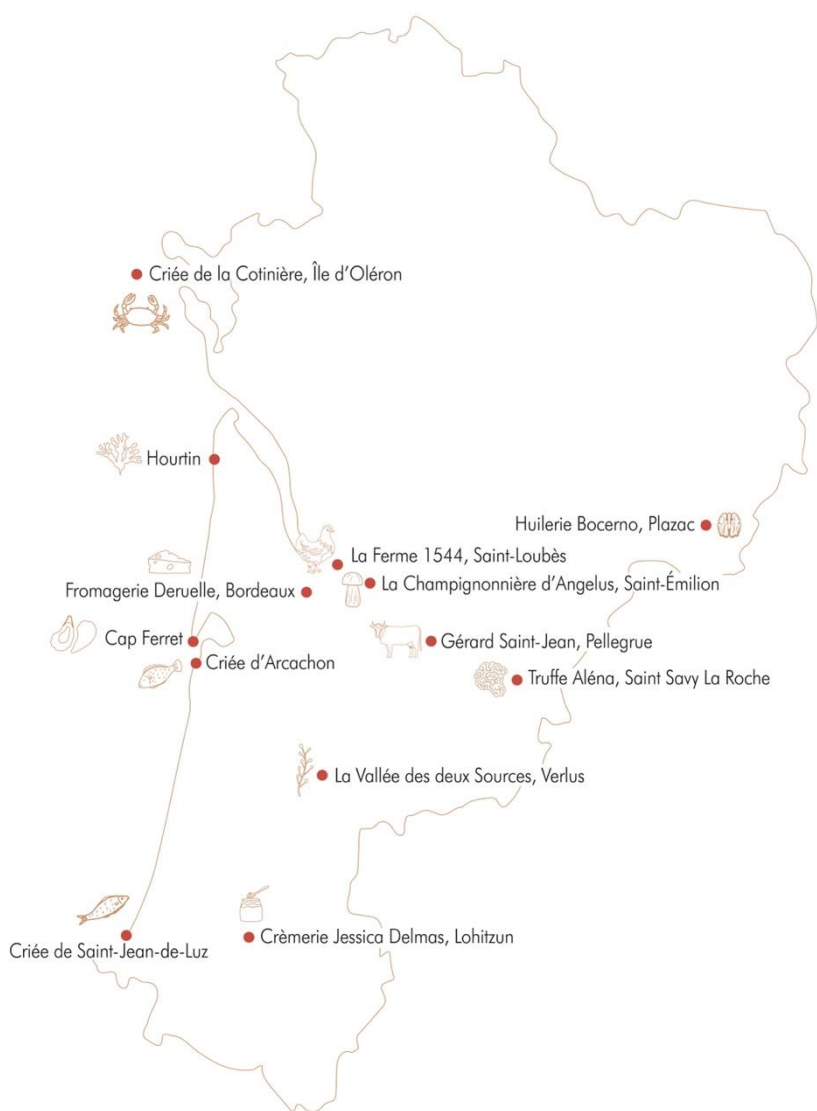 Criée de la Cotinière, Île d'Oléron
Hourtin
Huilerie Bocerno, Plazac
La Ferme 1544, Saint-Loubès
La Champignonnière d'Angelus, Saint-Émilion
Fromagerie Deruelle, Bordeaux
Cap Ferret
Gérard Saint-Jean, Pellegrue
Criée d'Arcachon
Truffe Aléna, Saint Savy La Roche
La Vallée des deux Sources, Verlus
Criée de Saint-Jean-de-Luz
Crèmerie Jessica Delmas, Lohitzun